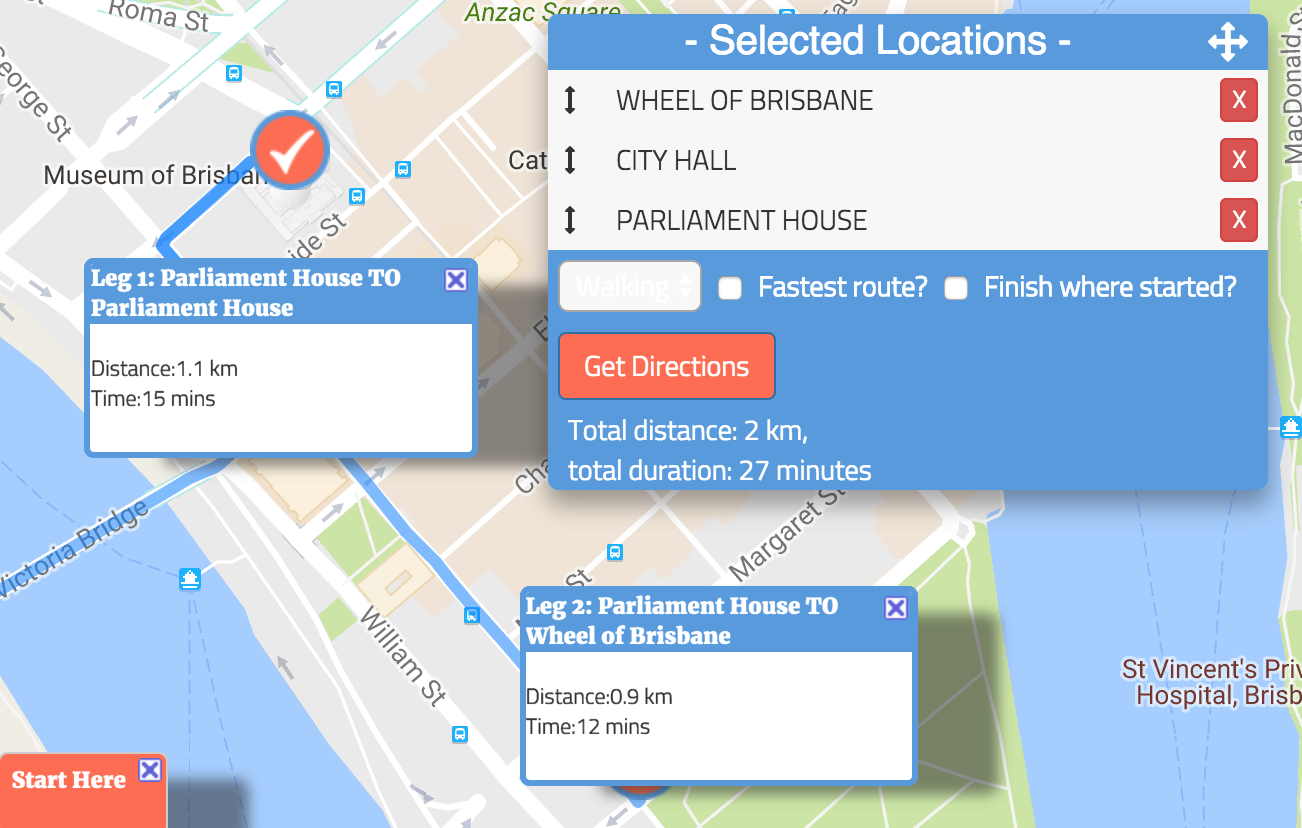 Roma St
Anzac Square
George St
- Selected Locations -
WHEEL OF BRISBANE X
CITY HALL X
PARLIAMENT HOUSE X
MacDonald
Museum of Brisban
Cat
ide St
Leg 1: Parliament House TO
Parliament House
Distance:1.1 km
Time:15 mins
Walking
Fastest route?
Finish where started?
Get Directions
Total distance: 2 km,
total duration: 27 minutes
Cha
Margaret St
Victoria Bridge
St
William St
Leg 2: Parliament House TO
Wheel of Brisbane
Distance:0.9 km
Time:12 mins
St Vincent's Priv
Hospital, Brisb
Start Here